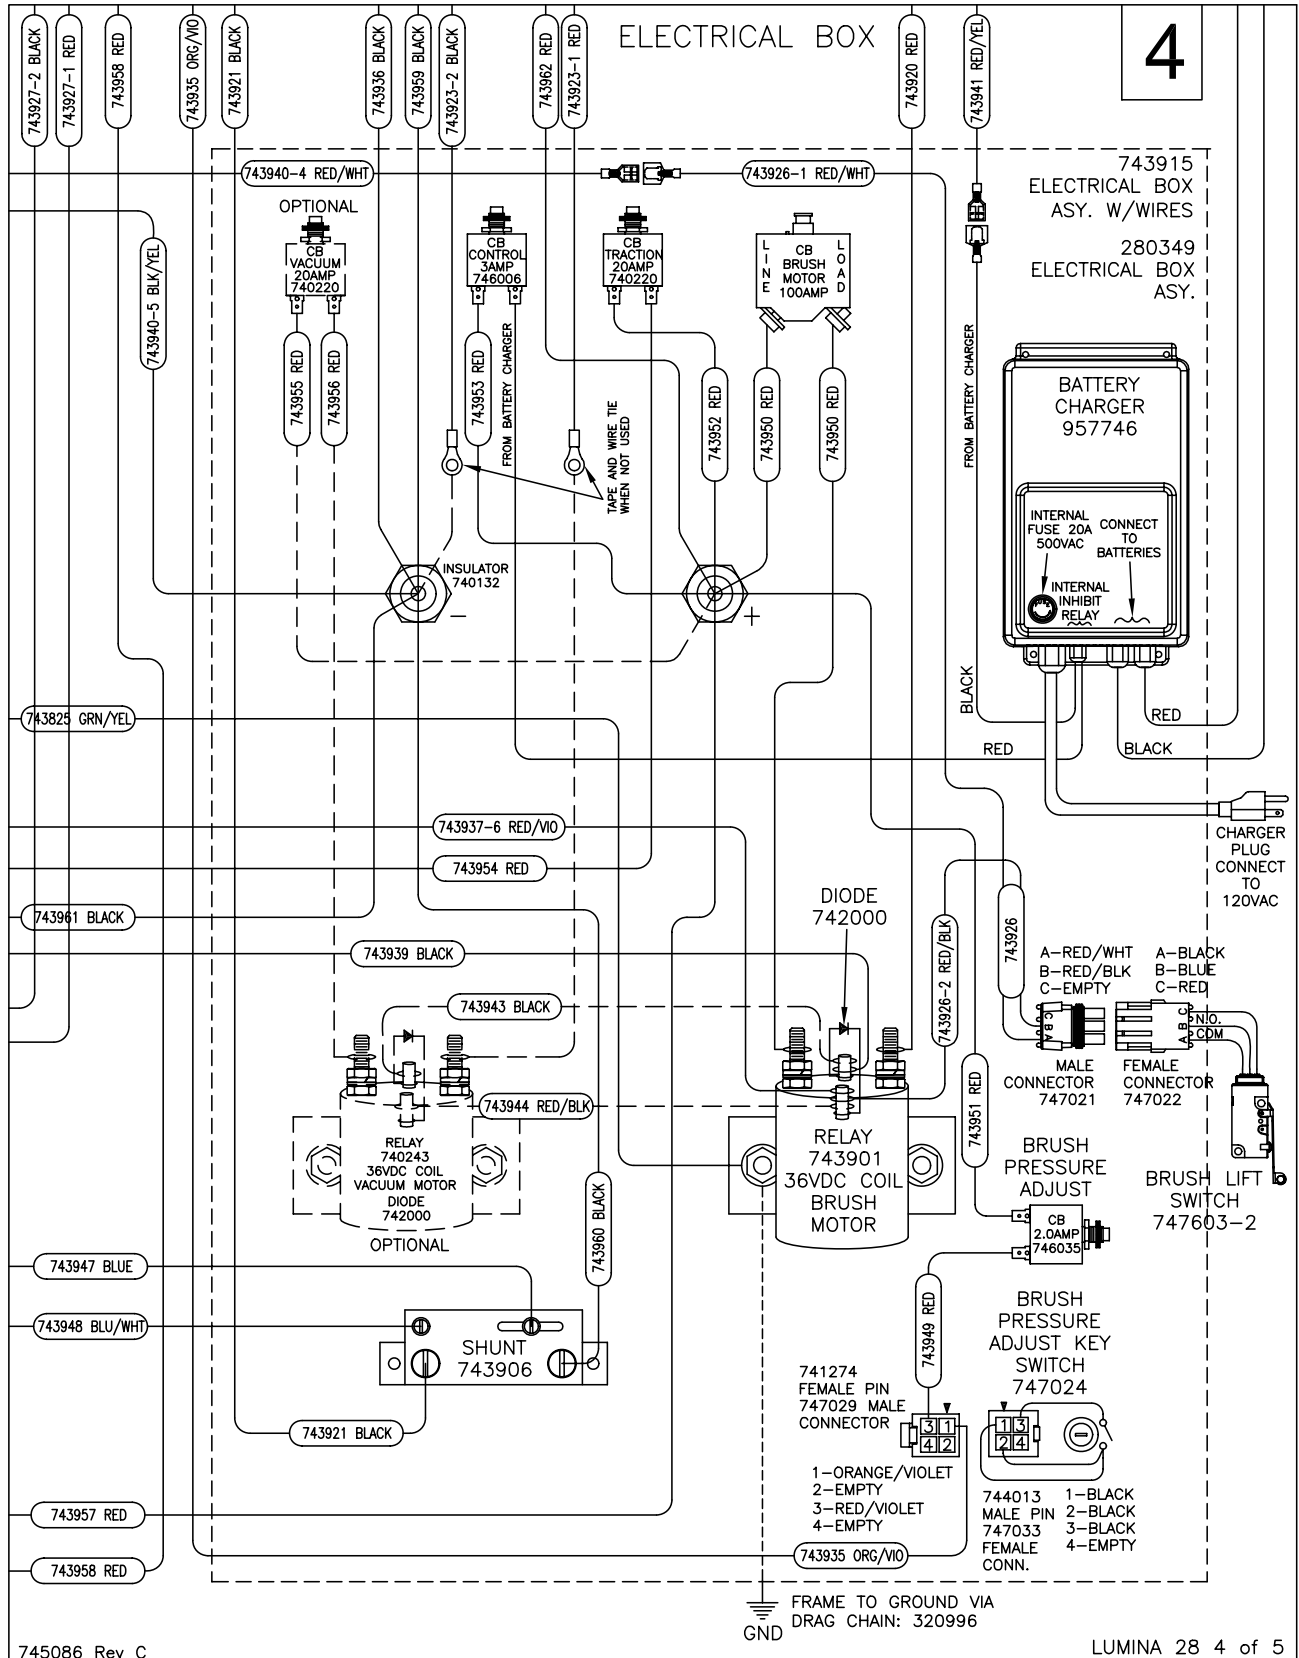 743927-2 BLACK
743927-1 RED
743958 RED
743935 ORG/VIO
743921 BLACK
743936 BLACK
743959 BLACK
743923-2 BLACK
743962 RED
743923-1 RED
ELECTRICAL BOX
743920 RED
743941 RED/YEL
4
743940-4 RED/WHT
743926-1 RED/WHT
743915
ELECTRICAL BOX
ASY. W/WIRES
280349
ELECTRICAL BOX
ASY.
OPTIONAL
CB
VACUUM
20AMP
740220
CB
CONTROL
3AMP
746006
CB
TRACTION
20AMP
740220
LINE
CB
BRUSH
MOTOR
100AMP
LOAD
743940-5 BLK/YEL
743955 RED
743956 RED
743953 RED
FROM BATTERY CHARGER
TAPE AND WIRE TIE
WHEN NOT USED
743952 RED
743950 RED
743950 RED
FROM BATTERY CHARGER
BATTERY
CHARGER
957746
INTERNAL
FUSE 20A
500VAC
CONNECT
TO
BATTERIES
INTERNAL
INHIBIT
RELAY
INSULATOR
740132
−
+
BLACK
RED
RED
BLACK
743825 GRN/YEL
743937-6 RED/VIO
743954 RED
CHARGER
PLUG
CONNECT
TO
120VAC
743961 BLACK
743939 BLACK
743943 BLACK
DIODE
742000
743926-2 RED/BLK
743926
A-RED/WHT
B-RED/BLK
C-EMPTY
A-BLACK
B-BLUE
C-RED
C B A
A B C
N.O.
COM
MALE
CONNECTOR
747021
FEMALE
CONNECTOR
747022
743944 RED/BLK
RELAY
740243
36VDC COIL
VACUUM MOTOR
DIODE
742000
OPTIONAL
RELAY
743901
36VDC COIL
BRUSH
MOTOR
743951 RED
BRUSH
PRESSURE
ADJUST
CB
2.0AMP
746035
BRUSH LIFT
SWITCH
747603-2
743960 BLACK
743947 BLUE
743948 BLU/WHT
SHUNT
743906
743949 RED
BRUSH
PRESSURE
ADJUST KEY
SWITCH
747024
741274
FEMALE PIN
747029 MALE
CONNECTOR
3 1
4 2
1 3
2 4
743921 BLACK
1-ORANGE/VIOLET
2-EMPTY
3-RED/VIOLET
4-EMPTY
744013
MALE PIN
747033
FEMALE
CONN.
1-BLACK
2-BLACK
3-BLACK
4-EMPTY
743957 RED
743935 ORG/VIO
743958 RED
GND
FRAME TO GROUND VIA
DRAG CHAIN: 320996
745086 Rev C
LUMINA 28 4 of 5